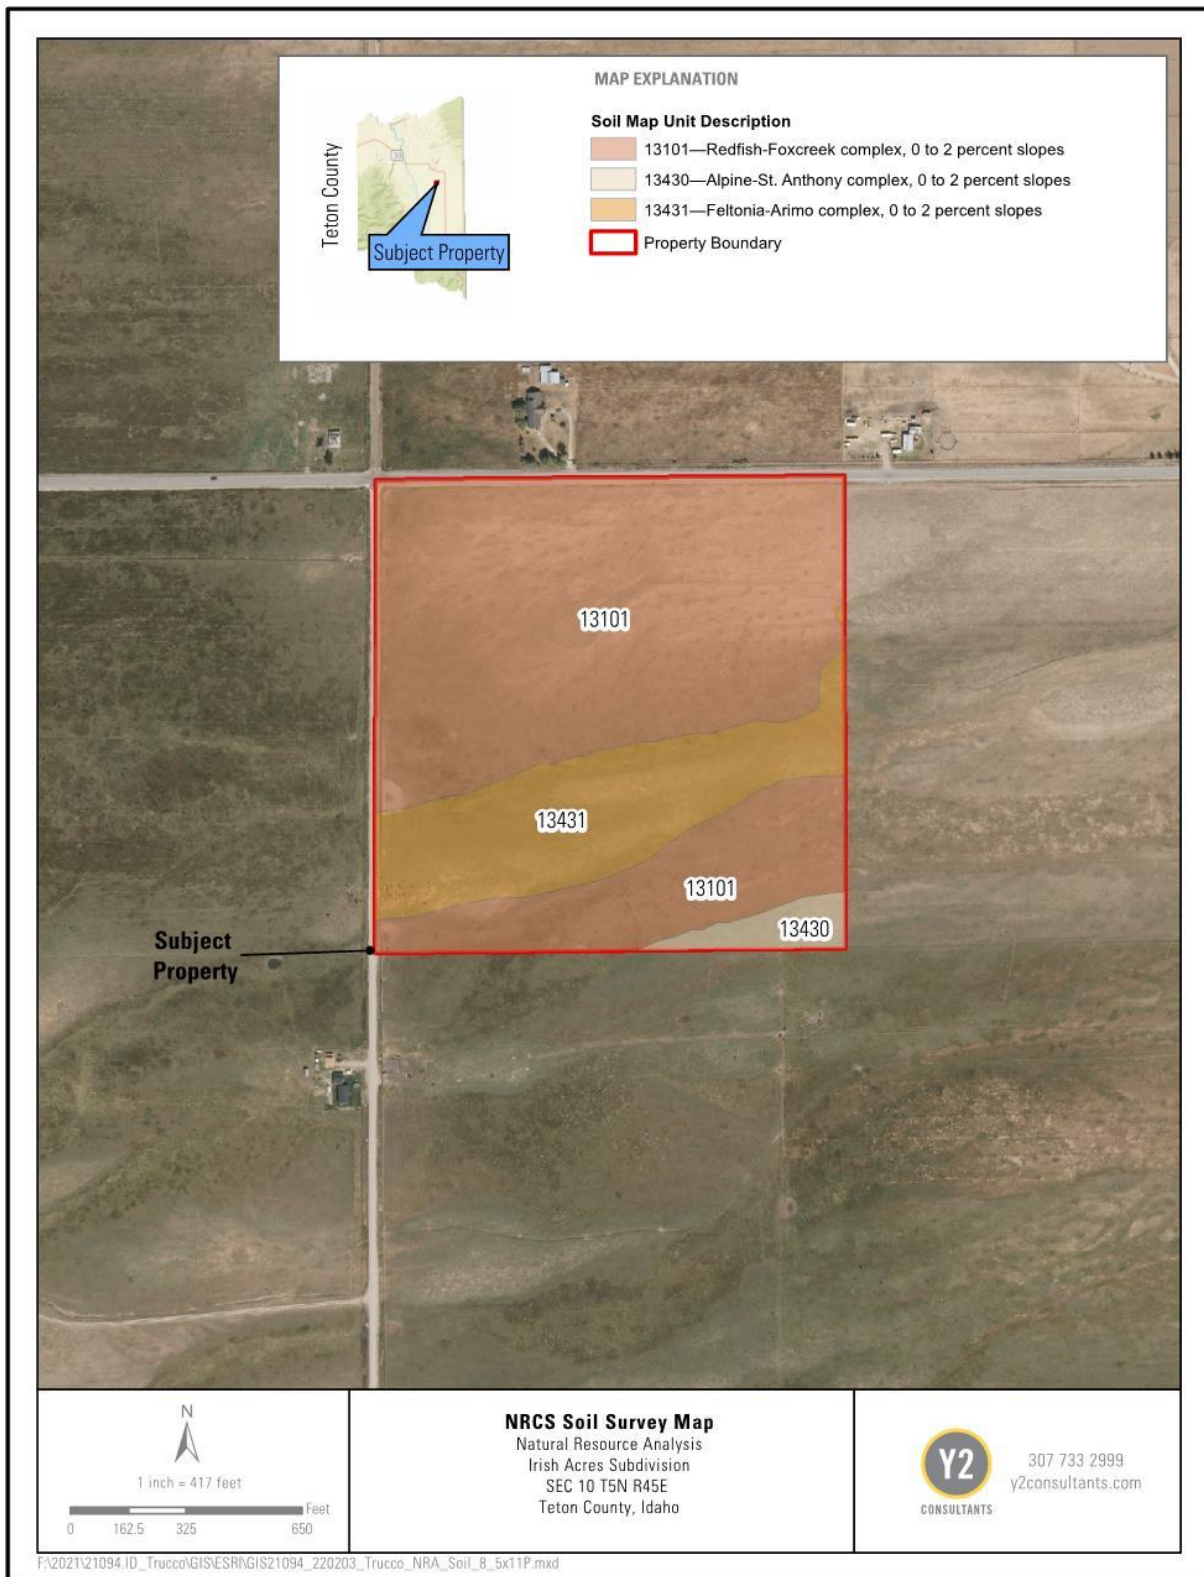 MAP EXPLANATION
Teton County
33
Subject Property
Soil Map Unit Description
13101—Redfish-Foxcreek complex, 0 to 2 percent slopes
13430—Alpine-St. Anthony complex, 0 to 2 percent slopes
13431—Feltonia-Arimo complex, 0 to 2 percent slopes
Property Boundary
13101
13431
13101
13430
Subject
Property
N
1 inch = 417 feet
Feet
0 162.5 325 650
NRCS Soil Survey Map
Natural Resource Analysis
Irish Acres Subdivision
SEC 10 T5N R45E
Teton County, Idaho
Y2
CONSULTANTS
307 733 2999
y2consultants.com
F:\2021\21094.ID_Trucco\GIS\ESRI\GIS21094_220203_Trucco_NRA_Soil_8_5x11P.mxd